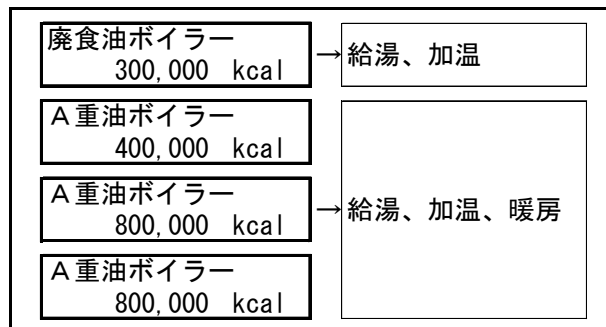 廃食油ボイラー
300,000 kcal
→
給湯、加温
A重油ボイラー
400,000 kcal
A重油ボイラー
800,000 kcal
→
給湯、加温、暖房
A重油ボイラー
800,000 kcal